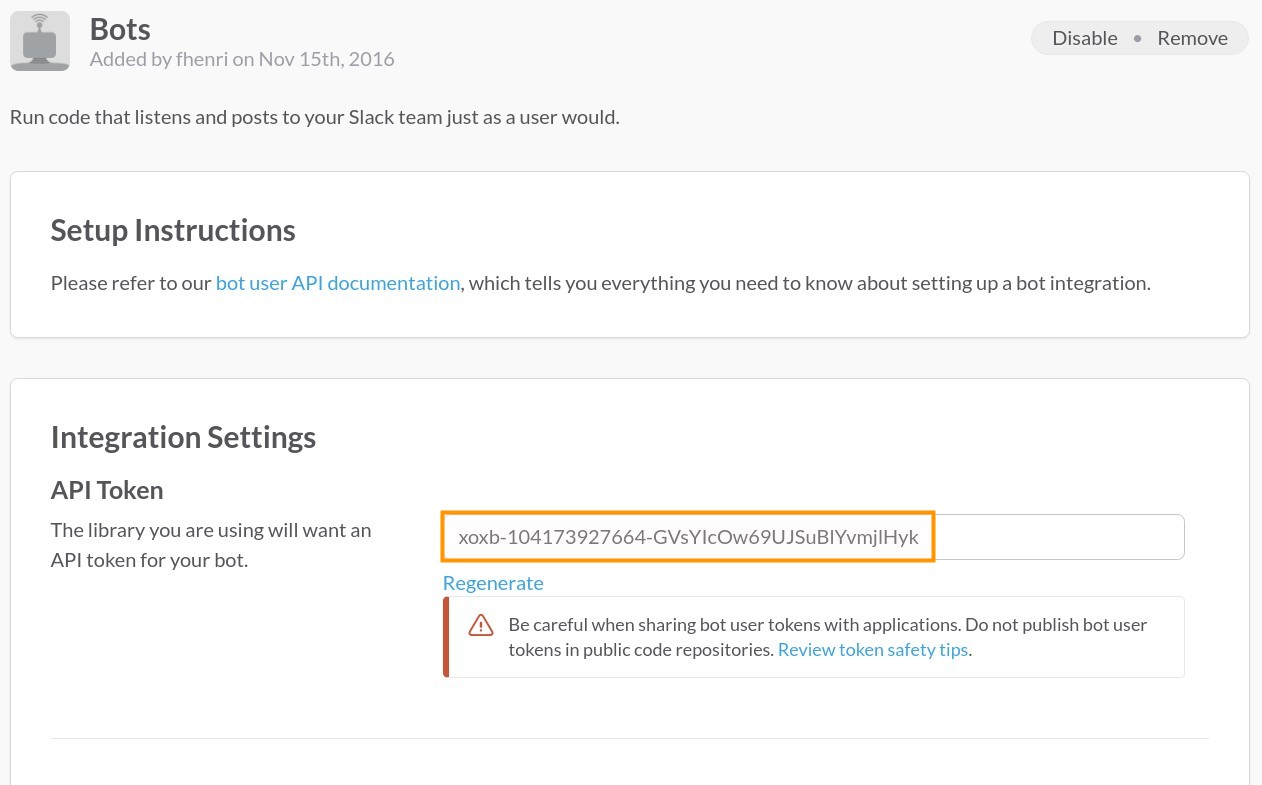 Bots
Added by fhenri on Nov 15th, 2016
Disable • Remove
Run code that listens and posts to your Slack team just as a user would.
Setup Instructions
Please refer to our bot user API documentation, which tells you everything you need to know about setting up a bot integration.
Integration Settings
API Token
The library you are using will want an
API token for your bot.
xoxb-104173927664-GVsYIcOw69UJSuBlYvmjlHyk
Regenerate
Be careful when sharing bot user tokens with applications. Do not publish bot user
tokens in public code repositories. Review token safety tips.